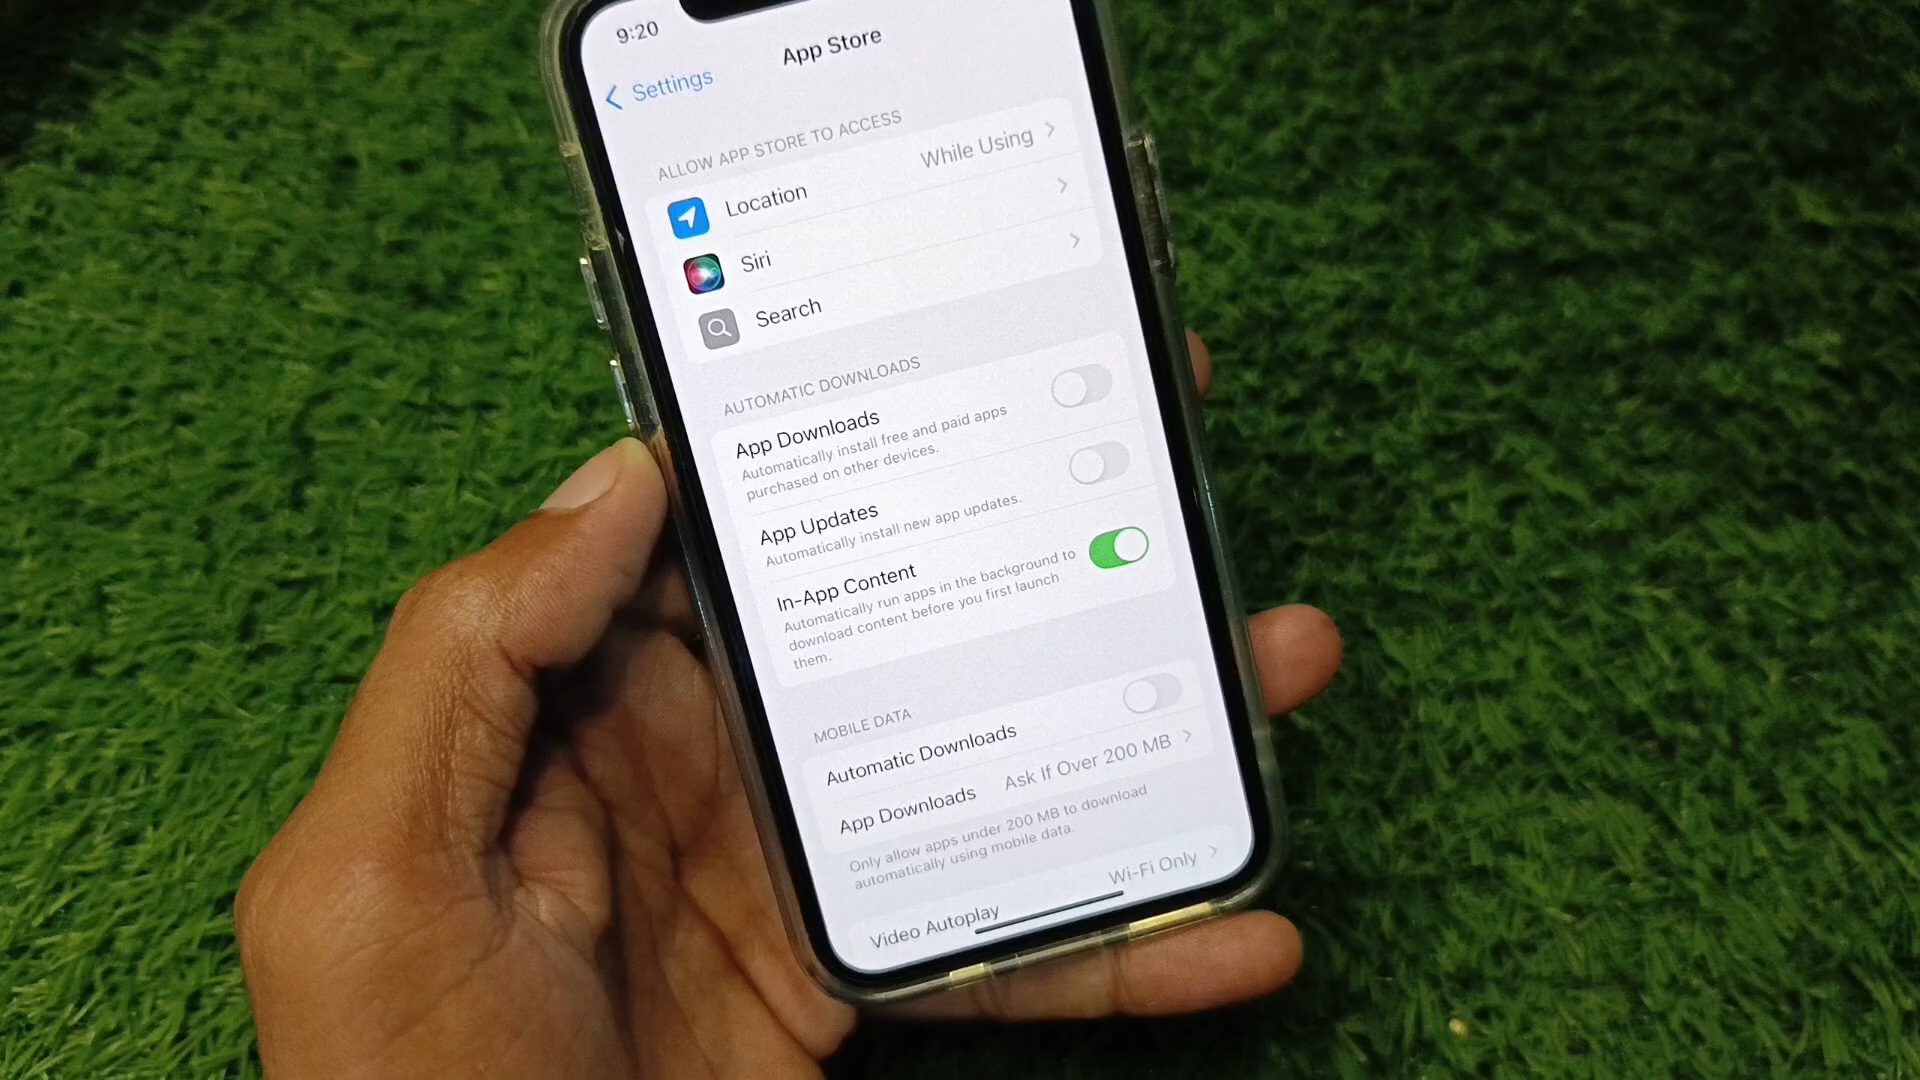 9:20
App Store
Settings
ALLOW APP STORE TO ACCESS
Location While Using
Siri
Search
AUTOMATIC DOWNLOADS
App Downloads
Automatically install free and paid apps
purchased on other devices.
App Updates
Automatically install new app updates.
In-App Content
Automatically run apps in the background to
download content before you first launch
them.
MOBILE DATA
Automatic Downloads
App Downloads Ask If Over 200 MB
Only allow apps under 200 MB to download
automatically using mobile data.
Video Autoplay Wi-Fi Only